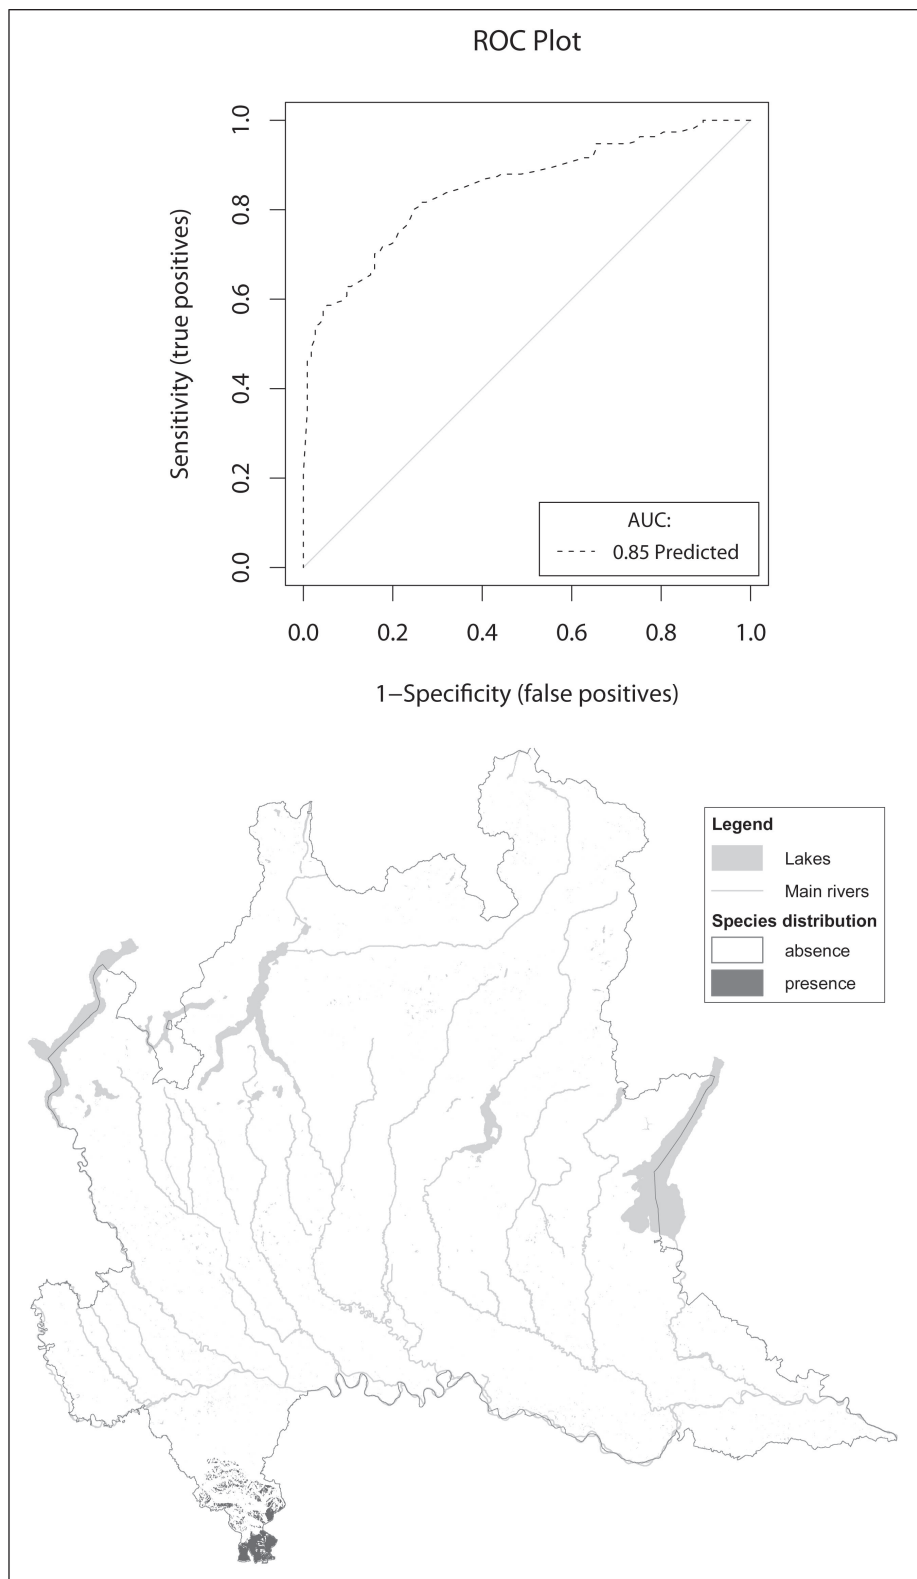 ROC Plot
1.0
0.8
0.6
0.4
0.2
0.0
Sensitivity (true positives)
AUC:
0.85 Predicted
0.0 0.2 0.4 0.6 0.8 1.0
1−Specificity (false positives)
Legend
Lakes
Main rivers
Species distribution
absence
presence